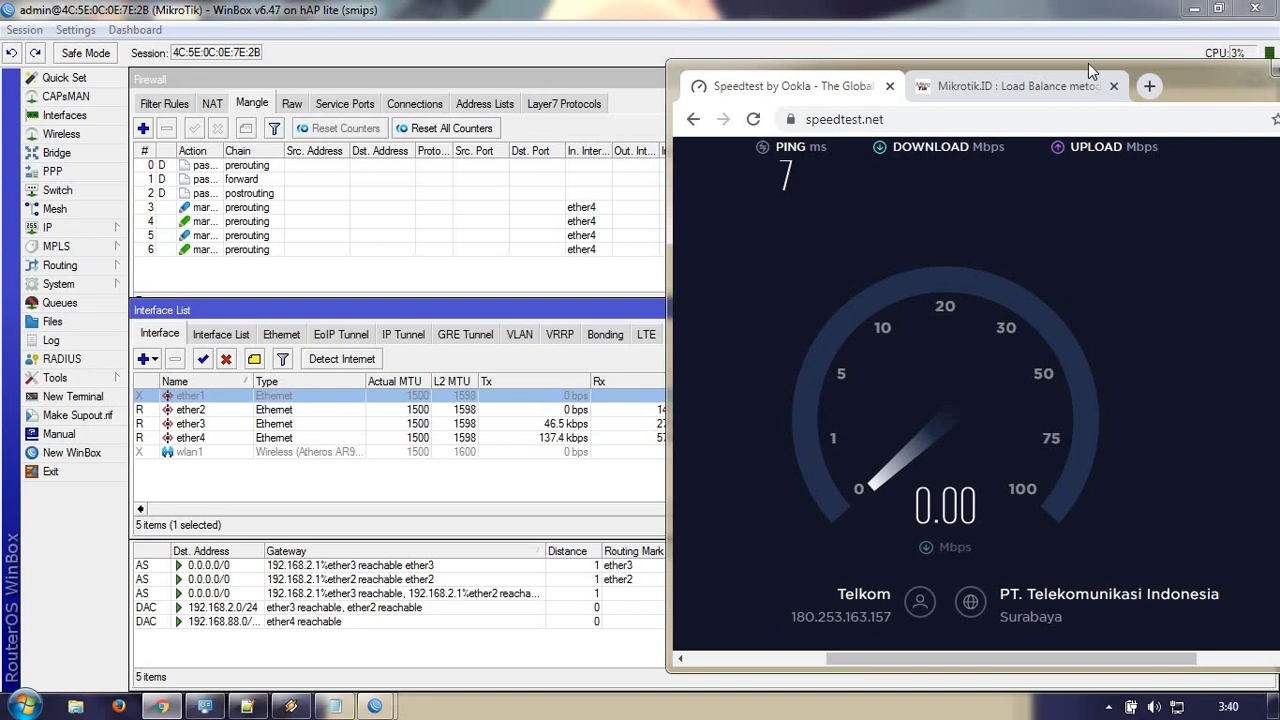 admin@4C:5E:0C:0E:7E:2B (MikroTik) - WinBox v6.47 on hAP lite (smips)
Session Settings Dashboard
Safe Mode Session: 4C:5E:0C:0E:7E:2B CPU: 3%
Quick Set
CAPsMAN
Interfaces
Wireless
Bridge
PPP
Switch
Mesh
IP
MPLS
Routing
System
Queues
Files
Log
RADIUS
Tools
New Terminal
Make Supout.rif
Manual
New WinBox
Exit
RouterOS WinBox
Firewall
Filter Rules NAT Mangle Raw Service Ports Connections Address Lists Layer7 Protocols
Reset Counters Reset All Counters
# Action Chain Src. Address Dst. Address Proto... Src. Port Dst. Port In. Inter... Out. Int...
0 D pas... prerouting
1 D pas... forward
2 D pas... postrouting
3 mar... prerouting ether4
4 mar... prerouting ether4
5 mar... prerouting ether4
6 mar... prerouting ether4
Interface List
Interface Interface List Ethernet EoIP Tunnel IP Tunnel GRE Tunnel VLAN VRRP Bonding LTE
Detect Internet
Name Type Actual MTU L2 MTU Tx Rx
X ether1 Ethernet 1500 1598 0 bps
R ether2 Ethernet 1500 1598 0 bps 14
R ether3 Ethernet 1500 1598 46.5 kbps 27
R ether4 Ethernet 1500 1598 137.4 kbps 57
X wlan1 Wireless (Atheros AR9... 1500 1600 0 bps
5 items (1 selected)
Dst. Address Gateway Distance Routing Mark
AS 0.0.0.0/0 192.168.2.1%ether3 reachable ether3 1 ether3
AS 0.0.0.0/0 192.168.2.1%ether2 reachable ether2 1 ether2
AS 0.0.0.0/0 192.168.2.1%ether3 reachable, 192.168.2.1%ether2 reacha... 1
DAC 192.168.2.0/24 ether3 reachable, ether2 reachable 0
DAC 192.168.88.0/... ether4 reachable 0
5 items
Speedtest by Ookla - The Global
Mikrotik.ID : Load Balance metod
speedtest.net
PING ms DOWNLOAD Mbps UPLOAD Mbps
7
0
1
5
10
20
30
50
75
100
0.00
Mbps
Telkom
180.253.163.157
PT. Telekomunikasi Indonesia
Surabaya
3:40